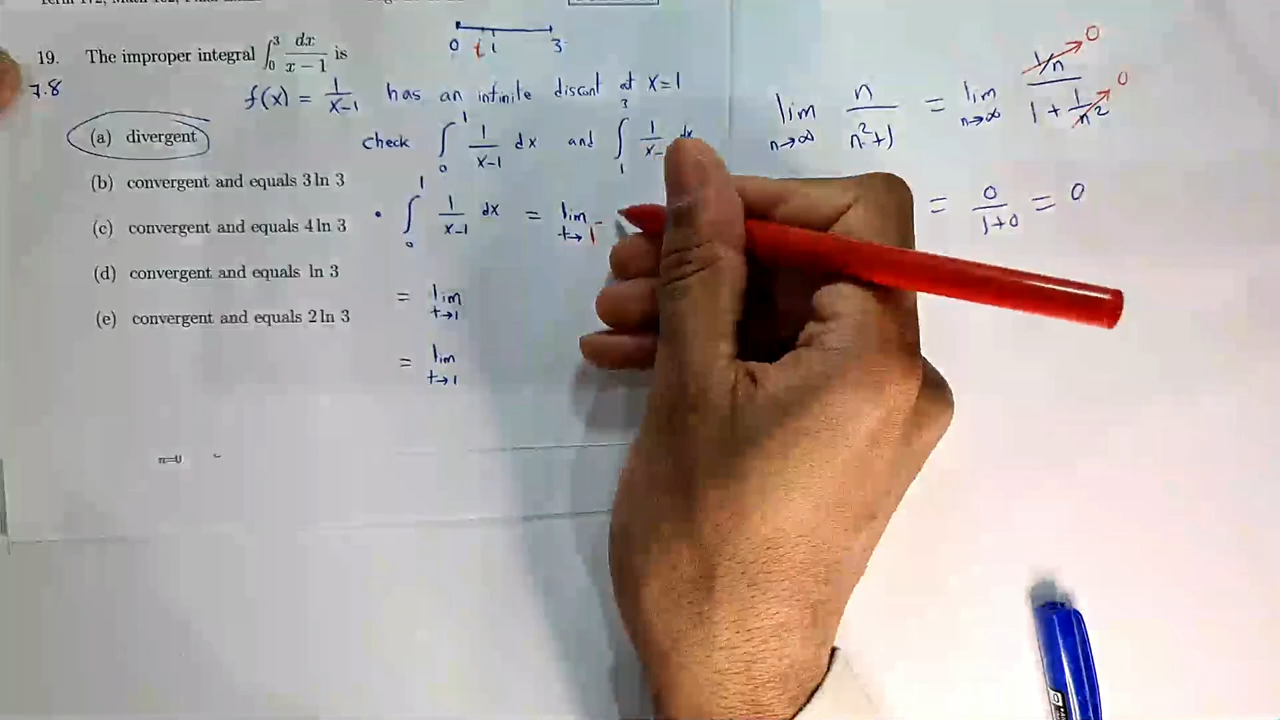 19. The improper integral ∫₀³ dx/(x − 1) is
7.8
0 t 1 3
f(x) = 1/(x-1) has an infinite discont at x=1
(a) divergent
check ∫₀¹ 1/(x-1) dx and ∫₁³ 1/x- dx
(b) convergent and equals 3 ln 3
• ∫₀¹ 1/(x-1) dx = lim t→1⁻
(c) convergent and equals 4 ln 3
(d) convergent and equals ln 3
= lim t→1
(e) convergent and equals 2 ln 3
= lim t→1
n=0
lim n→∞ n/(n²+1) = lim n→∞ (1/n)/(1 + 1/n²) 0 0
= 0/(1+0) = 0